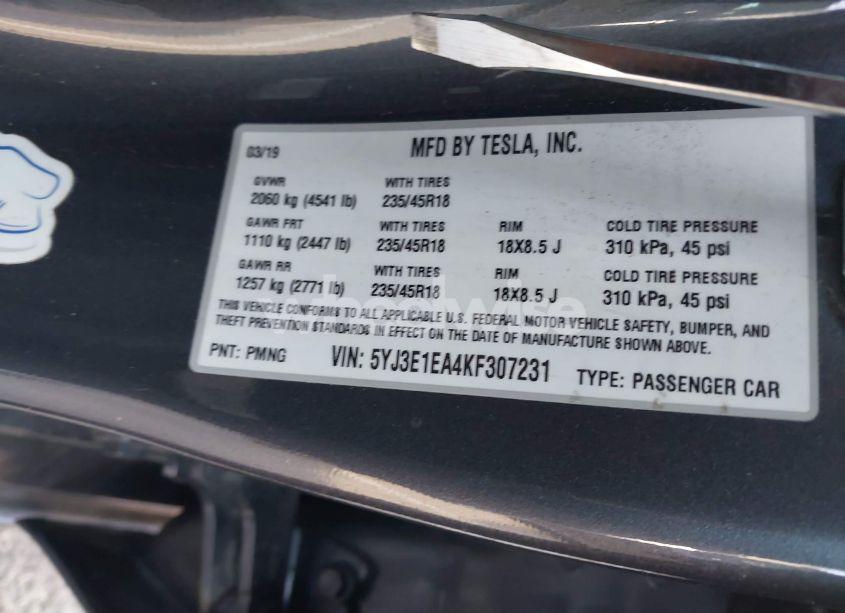 03/19 MFD BY TESLA, INC.
GVWR WITH TIRES
2060 kg (4541 lb) 235/45R18
GAWR FRT WITH TIRES RIM COLD TIRE PRESSURE
1110 kg (2447 lb) 235/45R18 18X8.5 J 310 kPa, 45 psi
GAWR RR WITH TIRES RIM COLD TIRE PRESSURE
1257 kg (2771 lb) 235/45R18 18X8.5 J 310 kPa, 45 psi
THIS VEHICLE CONFORMS TO ALL APPLICABLE U.S. FEDERAL MOTOR VEHICLE SAFETY, BUMPER, AND
THEFT PREVENTION STANDARDS IN EFFECT ON THE DATE OF MANUFACTURE SHOWN ABOVE.
PNT: PMNG VIN: 5YJ3E1EA4KF307231 TYPE: PASSENGER CAR